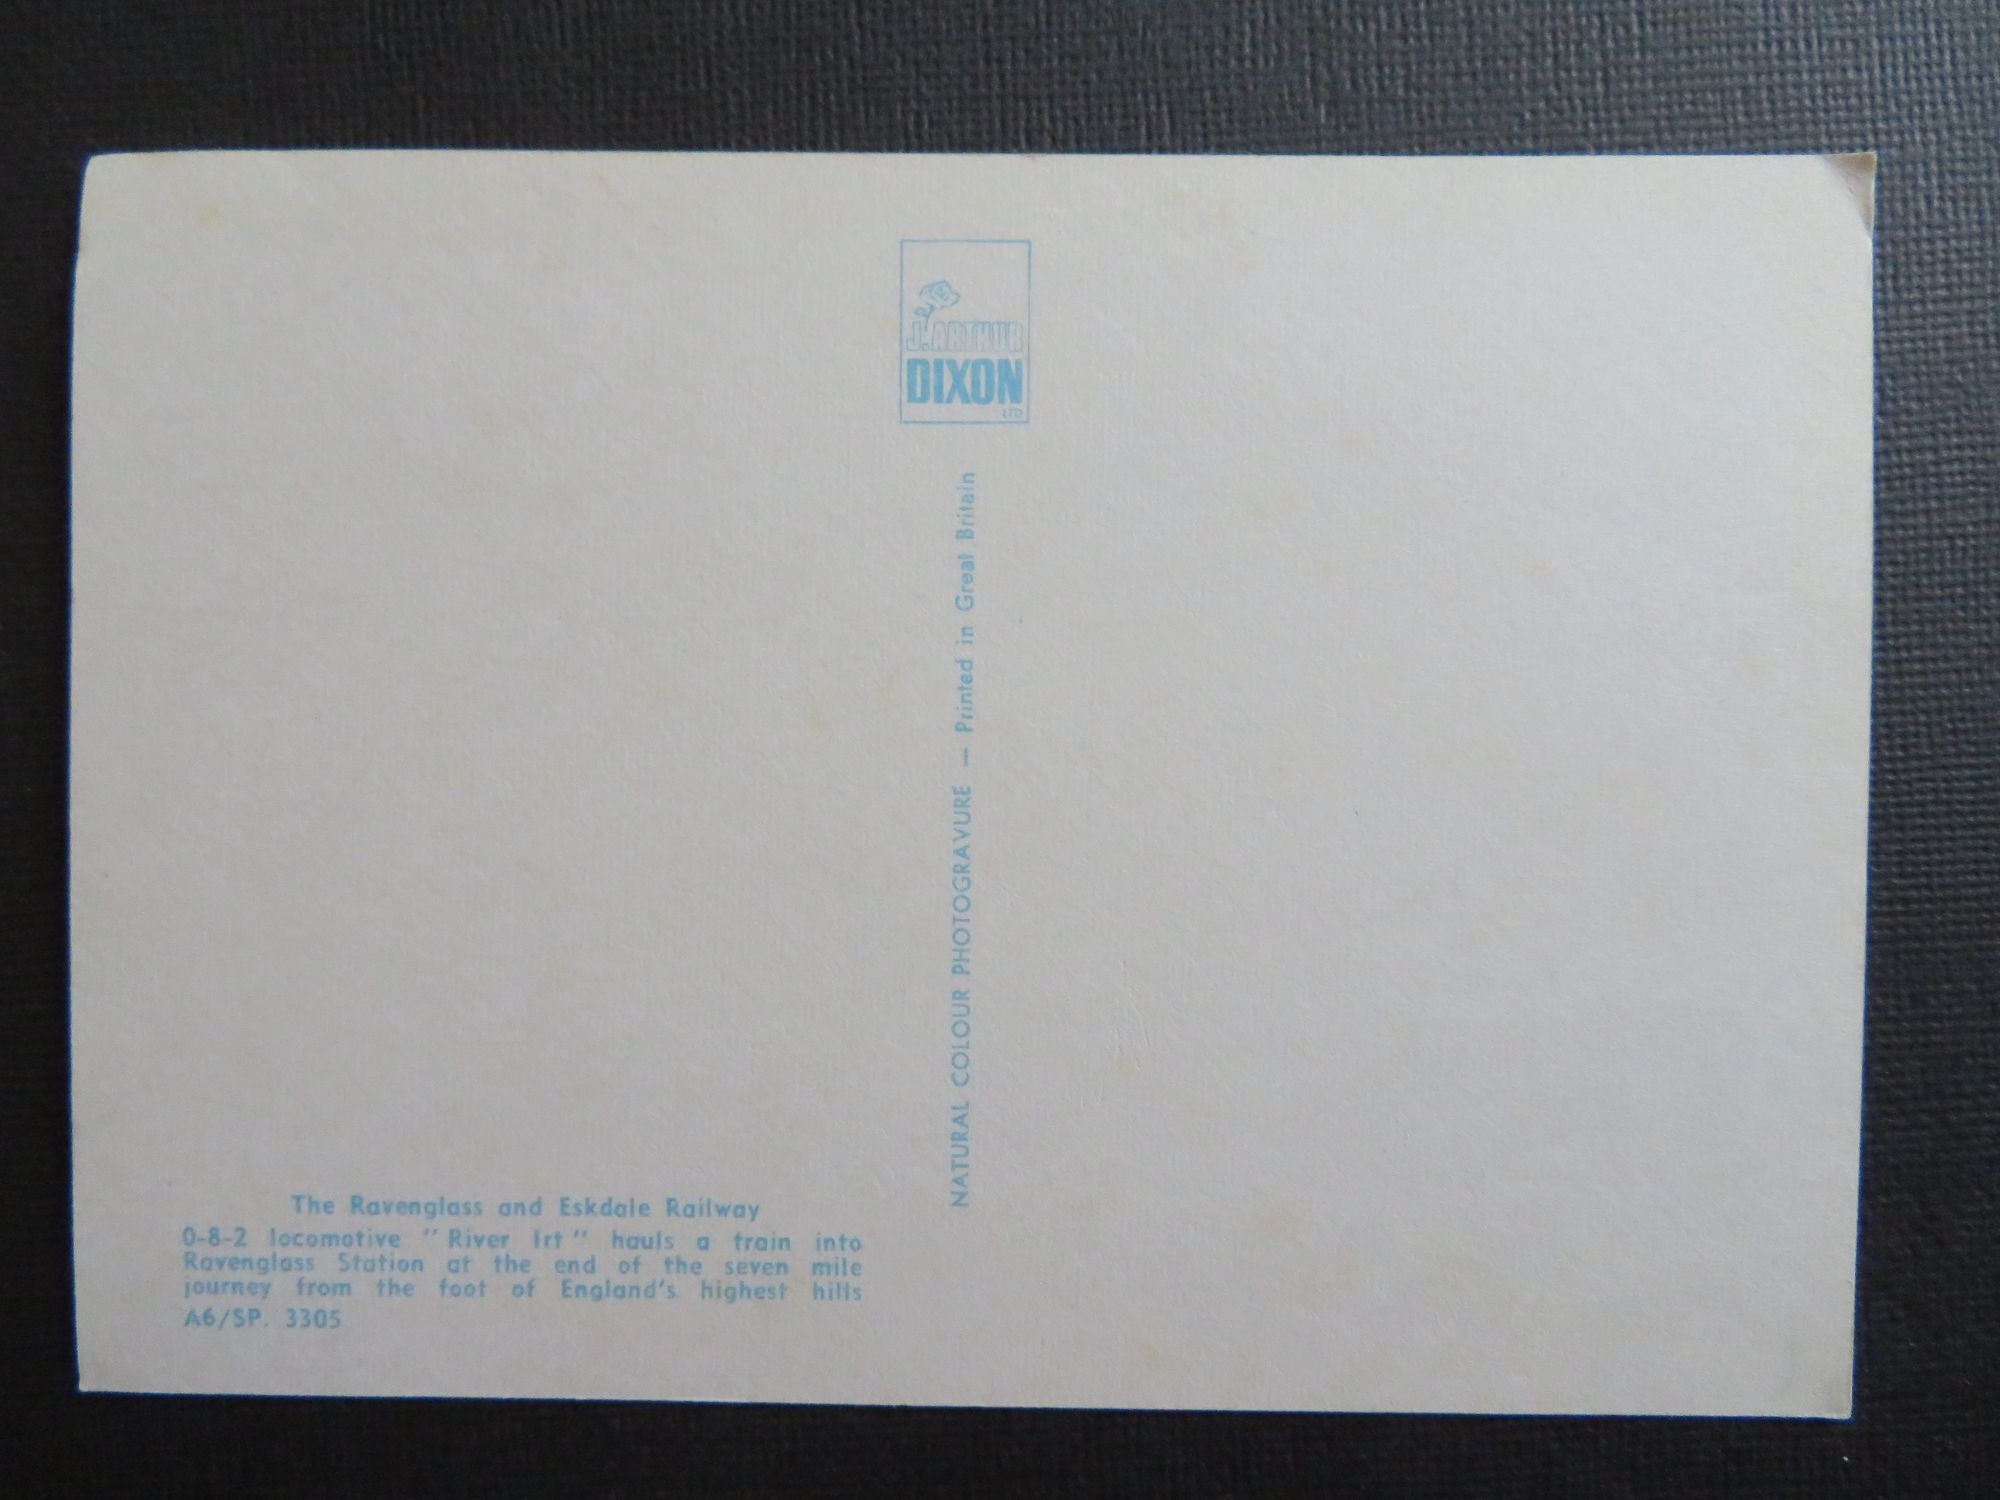 J. ARTHUR
DIXON
LTD
NATURAL COLOUR PHOTOGRAVURE — Printed in Great Britain
The Ravenglass and Eskdale Railway
0-8-2 locomotive "River Irt" hauls a train into
Ravenglass Station at the end of the seven mile
journey from the foot of England's highest hills
A6/SP. 3305